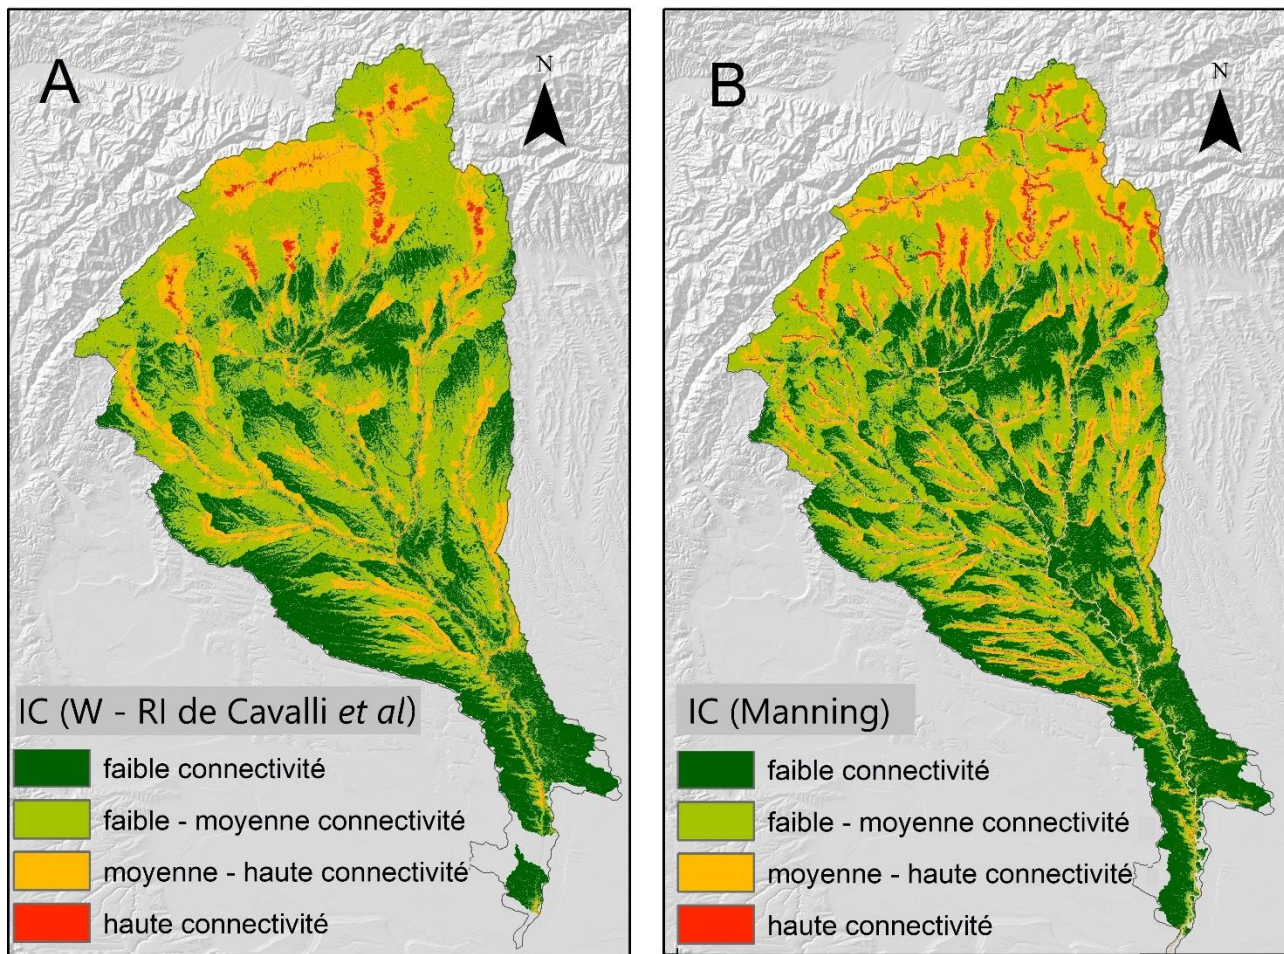 A
N
IC (W - RI de Cavalli et al)
faible connectivité
faible - moyenne connectivité
moyenne - haute connectivité
haute connectivité
B
N
IC (Manning)
faible connectivité
faible - moyenne connectivité
moyenne - haute connectivité
haute connectivité